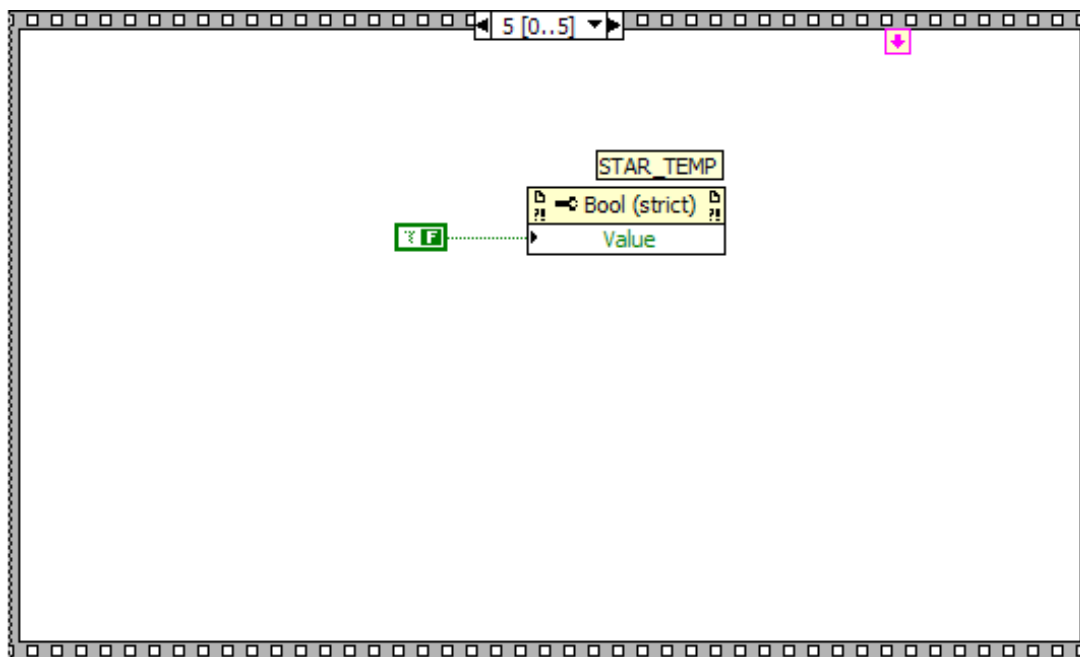 5 [0..5]
STAR_TEMP
?! Bool (strict) ?!
F Value